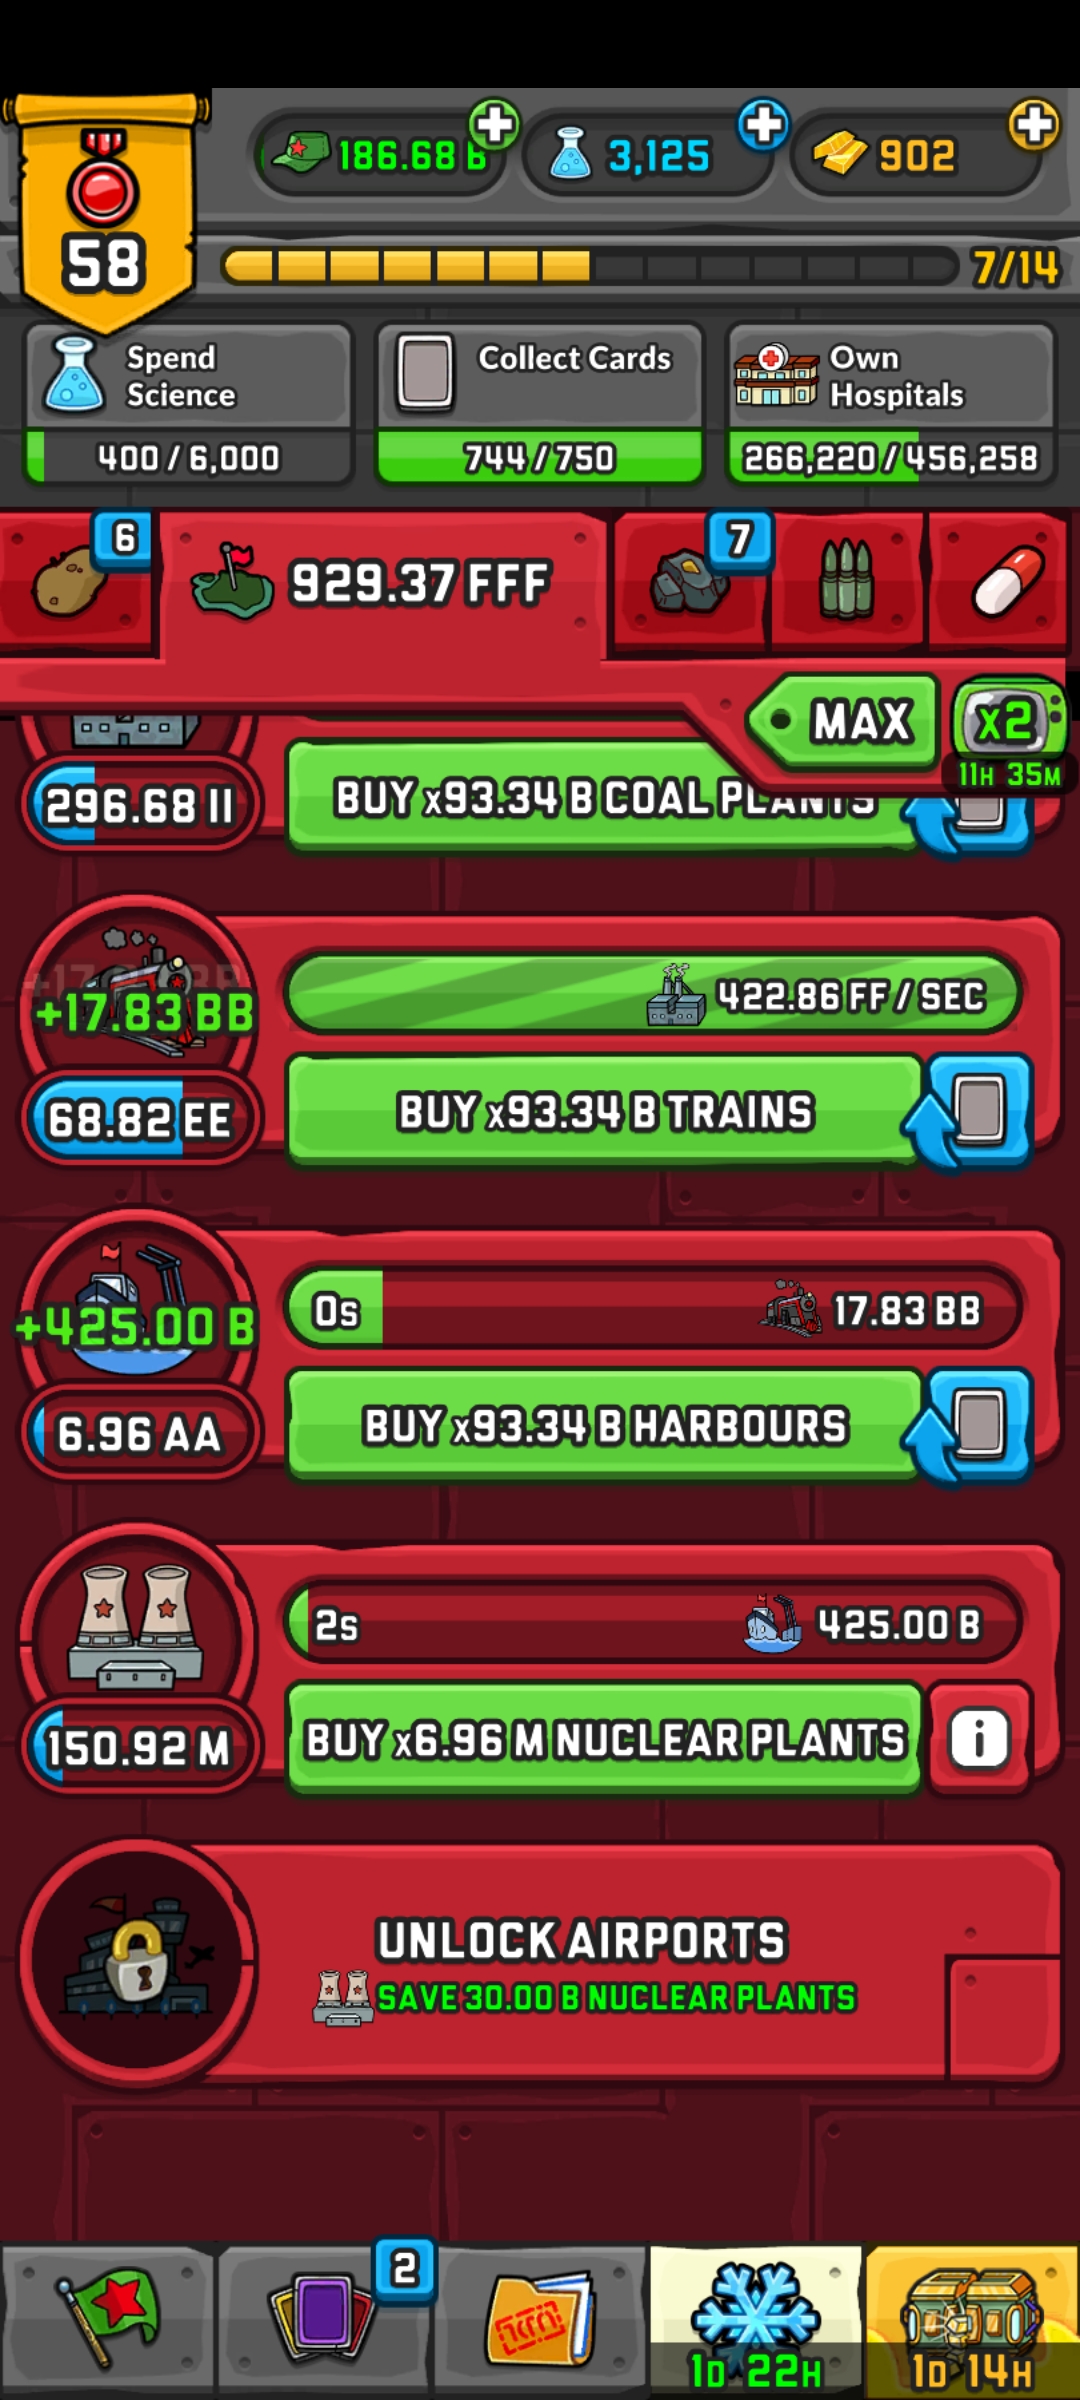 58
186.68 B
3,125
902
7/14
Spend
Science
400 / 6,000
Collect Cards
744 / 750
Own
Hospitals
266,220 / 456,258
6
929.37 FFF
7
MAX
x2
11H 35M
296.68 II
BUY x93.34 B COAL PLANTS
+17.83 BB
422.86 FF / SEC
68.82 EE
BUY x93.34 B TRAINS
+425.00 B
0s
17.83 BB
6.96 AA
BUY x93.34 B HARBOURS
2s
425.00 B
150.92 M
BUY x6.96 M NUCLEAR PLANTS
i
UNLOCK AIRPORTS
SAVE 30.00 B NUCLEAR PLANTS
2
1D 22H
1D 14H